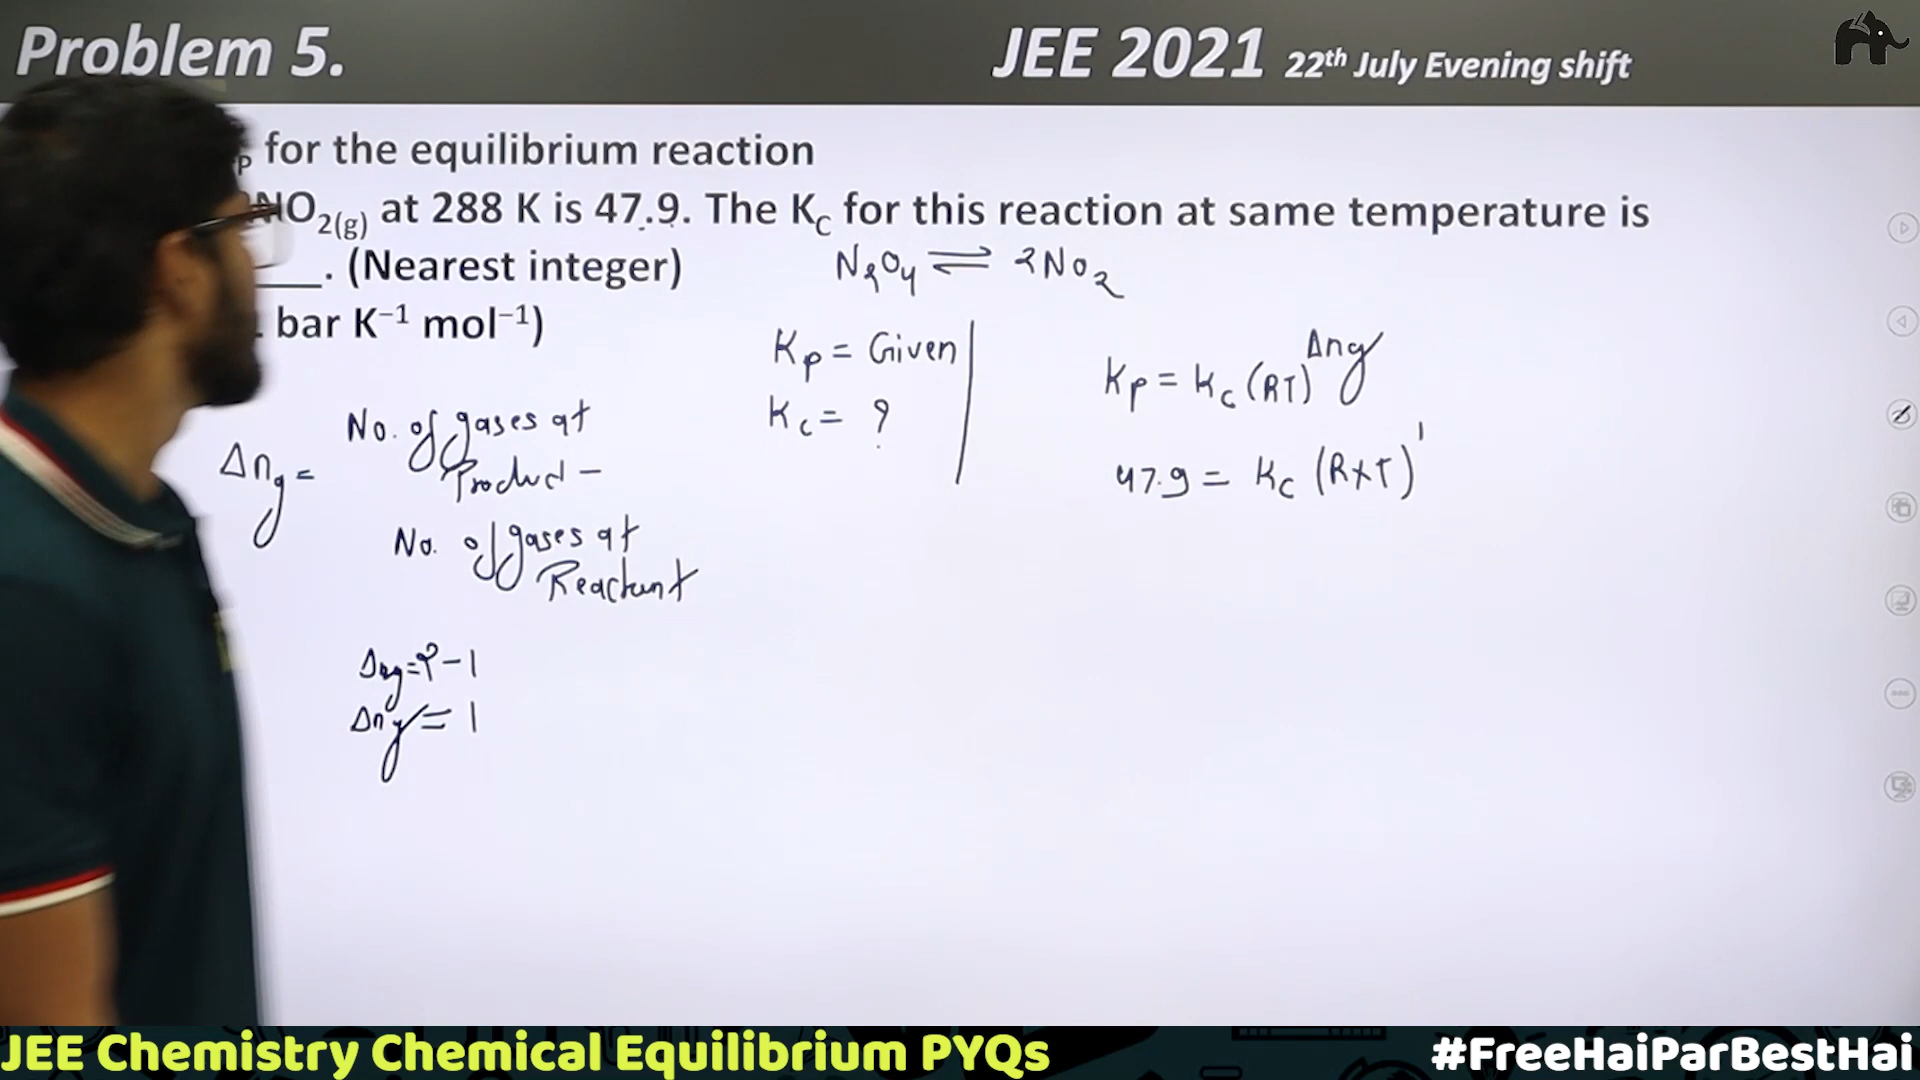 Problem 5.
JEE 2021 22th July Evening shift
P for the equilibrium reaction
NO2(g) at 288 K is 47.9. The KC for this reaction at same temperature is
____. (Nearest integer)
bar K−1 mol−1)
N2O4 ⇌ 2NO2
Kp = Given
Kc = ?
Kp = Kc (RT)Δng
47.9 = Kc (R×T)1
Δng =
No. of gases at
Product −
No. of gases at
Reactant
Δng = 2 − 1
Δng = 1
JEE Chemistry Chemical Equilibrium PYQs
#FreeHaiParBestHai